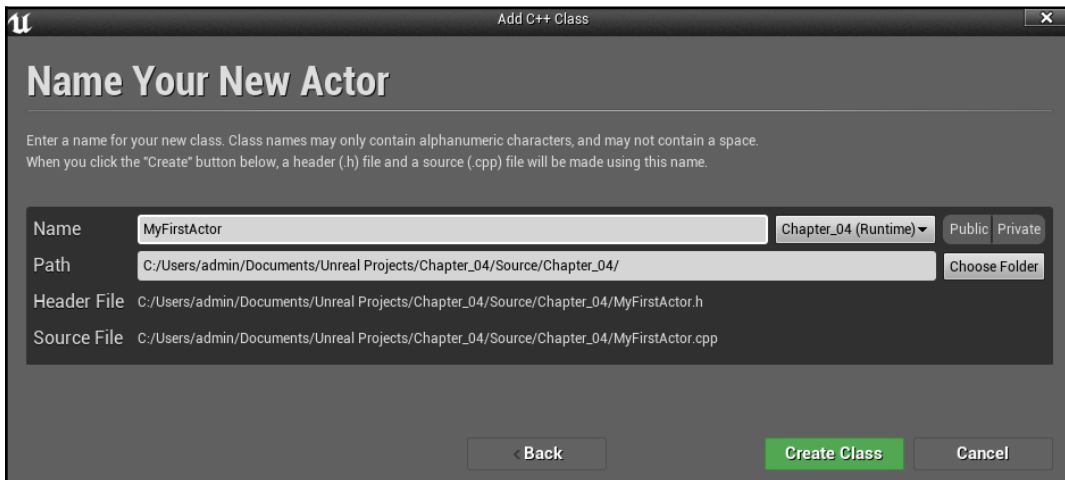 Add C++ Class
Name Your New Actor
Enter a name for your new class. Class names may only contain alphanumeric characters, and may not contain a space.
When you click the "Create" button below, a header (.h) file and a source (.cpp) file will be made using this name.
Name MyFirstActor Chapter_04 (Runtime) Public Private
Path C:/Users/admin/Documents/Unreal Projects/Chapter_04/Source/Chapter_04/ Choose Folder
Header File C:/Users/admin/Documents/Unreal Projects/Chapter_04/Source/Chapter_04/MyFirstActor.h
Source File C:/Users/admin/Documents/Unreal Projects/Chapter_04/Source/Chapter_04/MyFirstActor.cpp
< Back Create Class Cancel